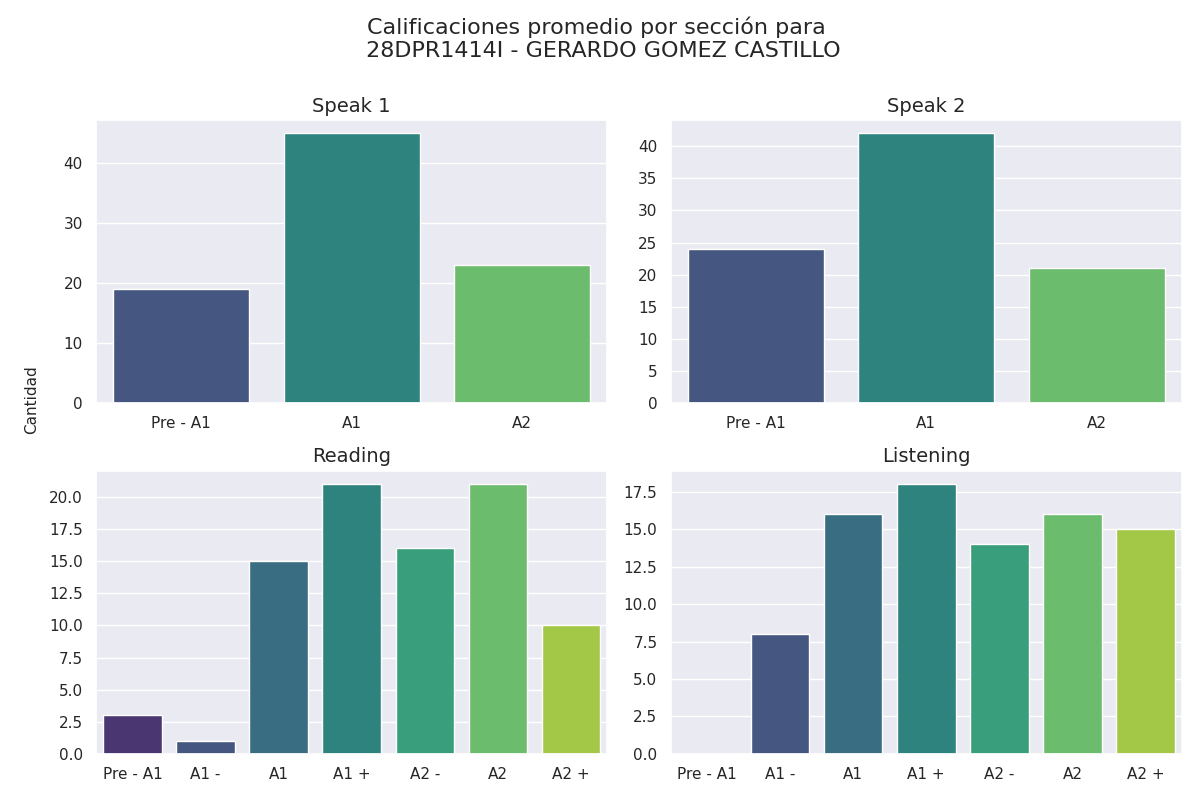 Calificaciones promedio por sección para
28DPR1414I - GERARDO GOMEZ CASTILLO
Cantidad
Speak 1
40
30
20
10
0
Pre - A1 A1 A2
Speak 2
40
35
30
25
20
15
10
5
0
Pre - A1 A1 A2
Reading
20.0
17.5
15.0
12.5
10.0
7.5
5.0
2.5
0.0
Pre - A1 A1 - A1 A1 + A2 - A2 A2 +
Listening
17.5
15.0
12.5
10.0
7.5
5.0
2.5
0.0
Pre - A1 A1 - A1 A1 + A2 - A2 A2 +